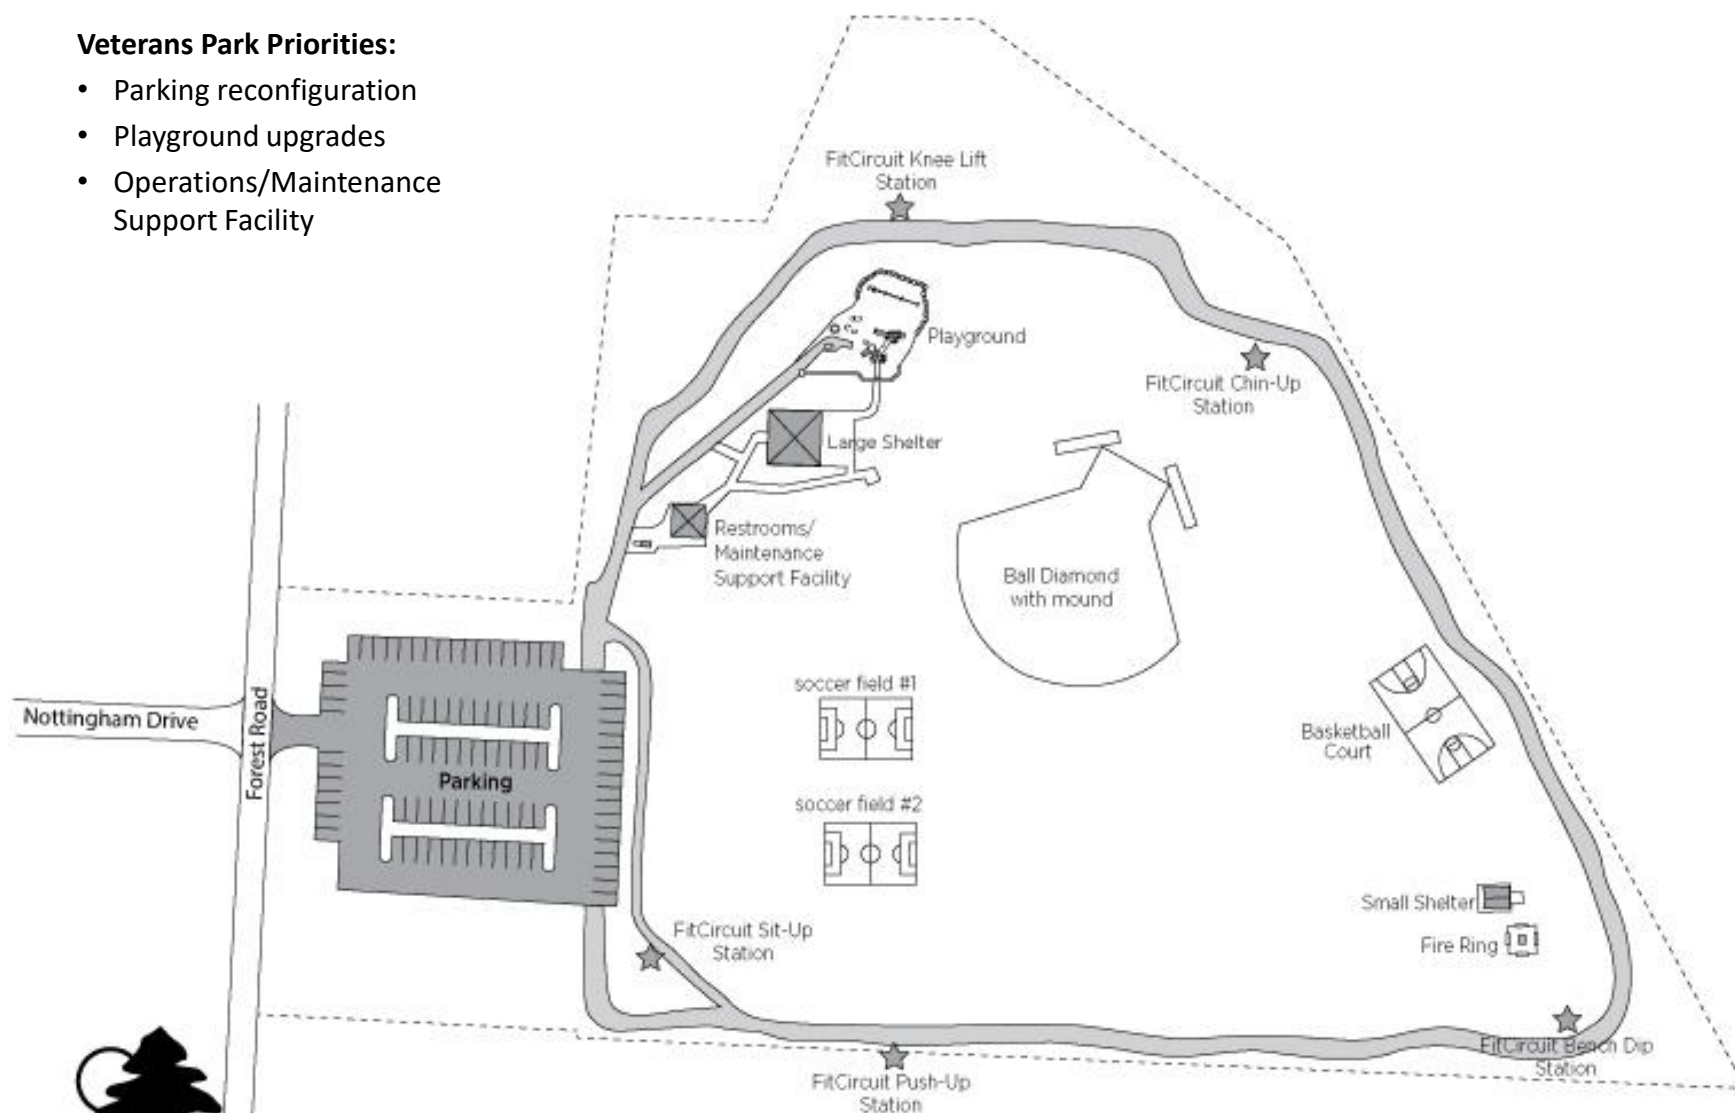 Veterans Park Priorities:
• Parking reconfiguration
• Playground upgrades
• Operations/Maintenance
Support Facility
FitCircuit Knee Lift
Station
Playground
FitCircuit Chin-Up
Station
Large Shelter
Restrooms/
Maintenance
Support Facility
Ball Diamond
with mound
soccer field #1
Nottingham Drive
Forest Road
Parking
Basketball
Court
soccer field #2
Small Shelter
Fire Ring
FitCircuit Sit-Up
Station
FitCircuit Bench Dip
Station
FitCircuit Push-Up
Station